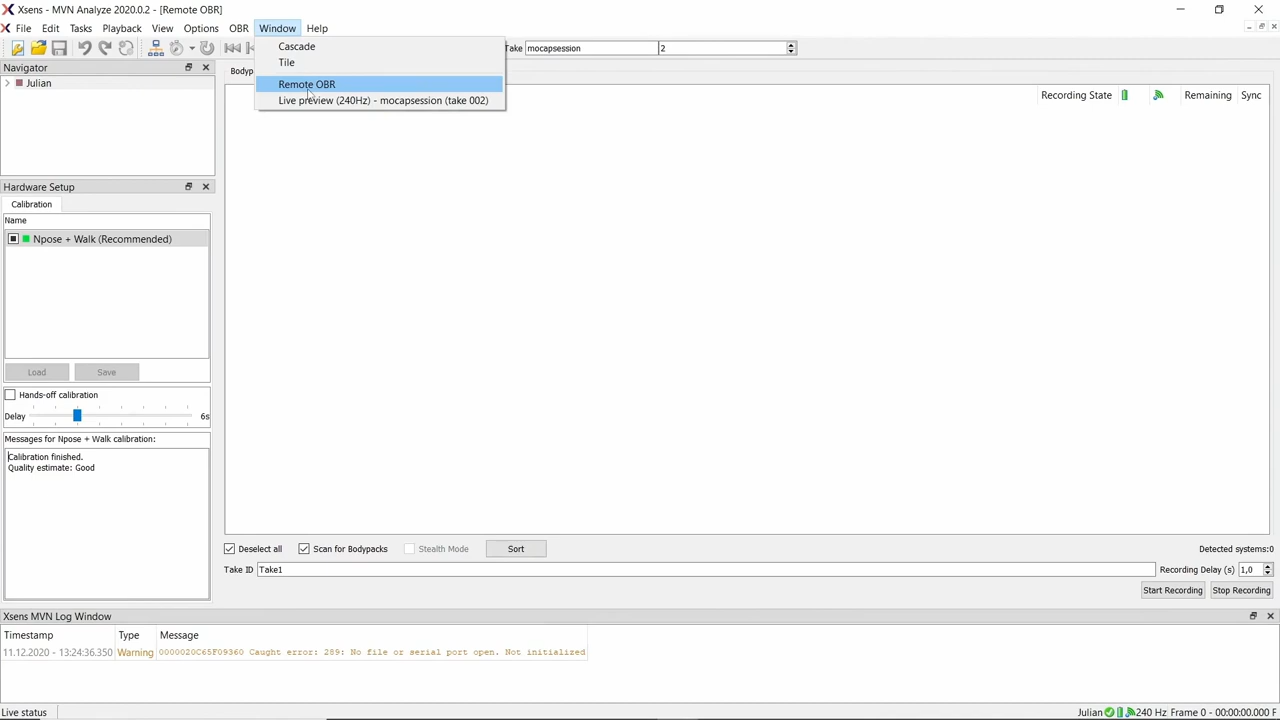 Xsens - MVN Analyze 2020.0.2 - [Remote OBR]
File Edit Tasks Playback View Options OBR Window Help
Take mocapsession 2
Cascade
Tile
Remote OBR
Live preview (240Hz) - mocapsession (take 002)
Navigator
Julian
Bodyp
Recording State Remaining Sync
Hardware Setup
Calibration
Name
Npose + Walk (Recommended)
Load Save
Hands-off calibration
Delay 6s
Messages for Npose + Walk calibration:
Calibration finished.
Quality estimate: Good
Deselect all Scan for Bodypacks Stealth Mode Sort Detected systems:0
Take ID Take1 Recording Delay (s) 1,0
Start Recording Stop Recording
Xsens MVN Log Window
Timestamp Type Message
11.12.2020 - 13:24:36.350 Warning 0000020C65F09360 Caught error: 289: No file or serial port open. Not initialized
Live status Julian 240 Hz Frame 0 - 00:00:00.000 F